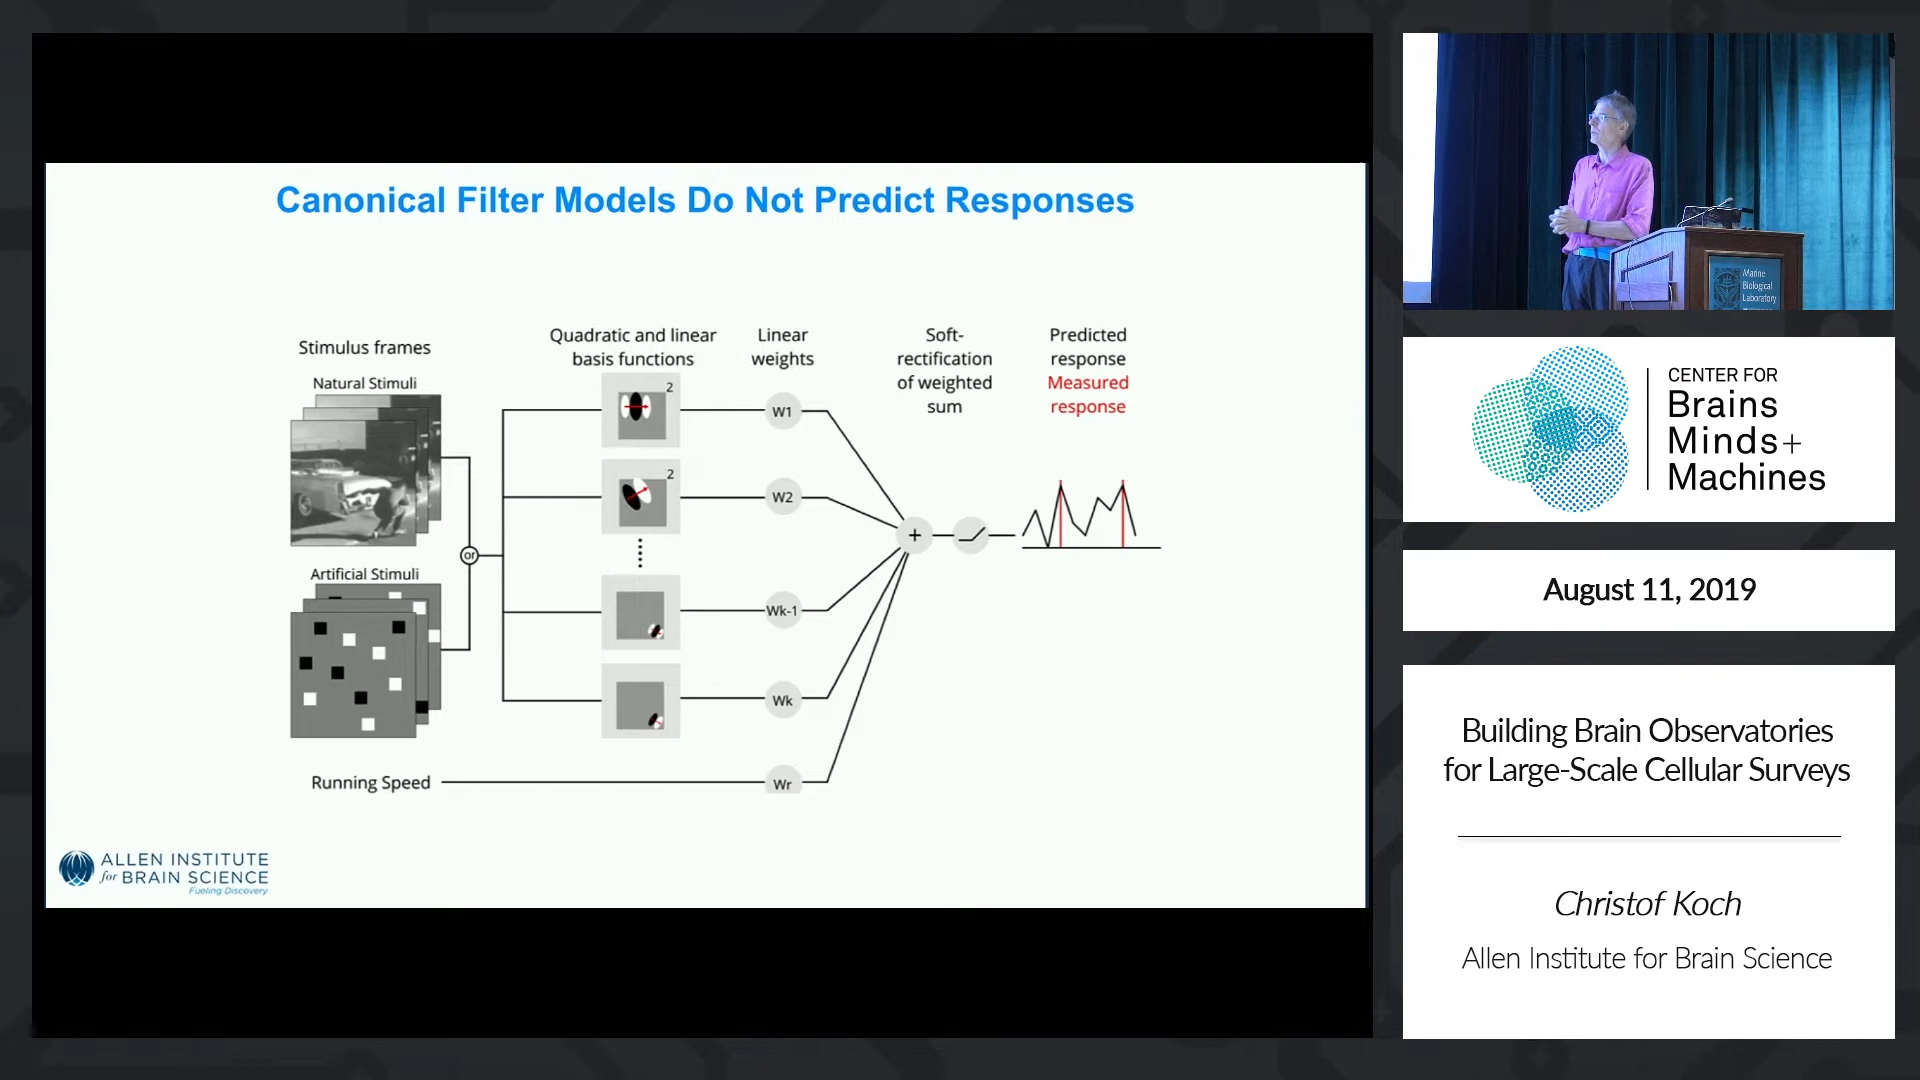 Canonical Filter Models Do Not Predict Responses
Stimulus frames
Natural Stimuli
or
Artificial Stimuli
Running Speed
Quadratic and linear
basis functions
2
2
Linear
weights
W1
W2
Wk-1
Wk
Wr
+
Soft-
rectification
of weighted
sum
Predicted
response
Measured
response
ALLEN INSTITUTE
for BRAIN SCIENCE
Fueling Discovery
Marine
Biological
Laboratory
CENTER FOR
Brains
Minds+
Machines
August 11, 2019
Building Brain Observatories
for Large-Scale Cellular Surveys
Christof Koch
Allen Institute for Brain Science